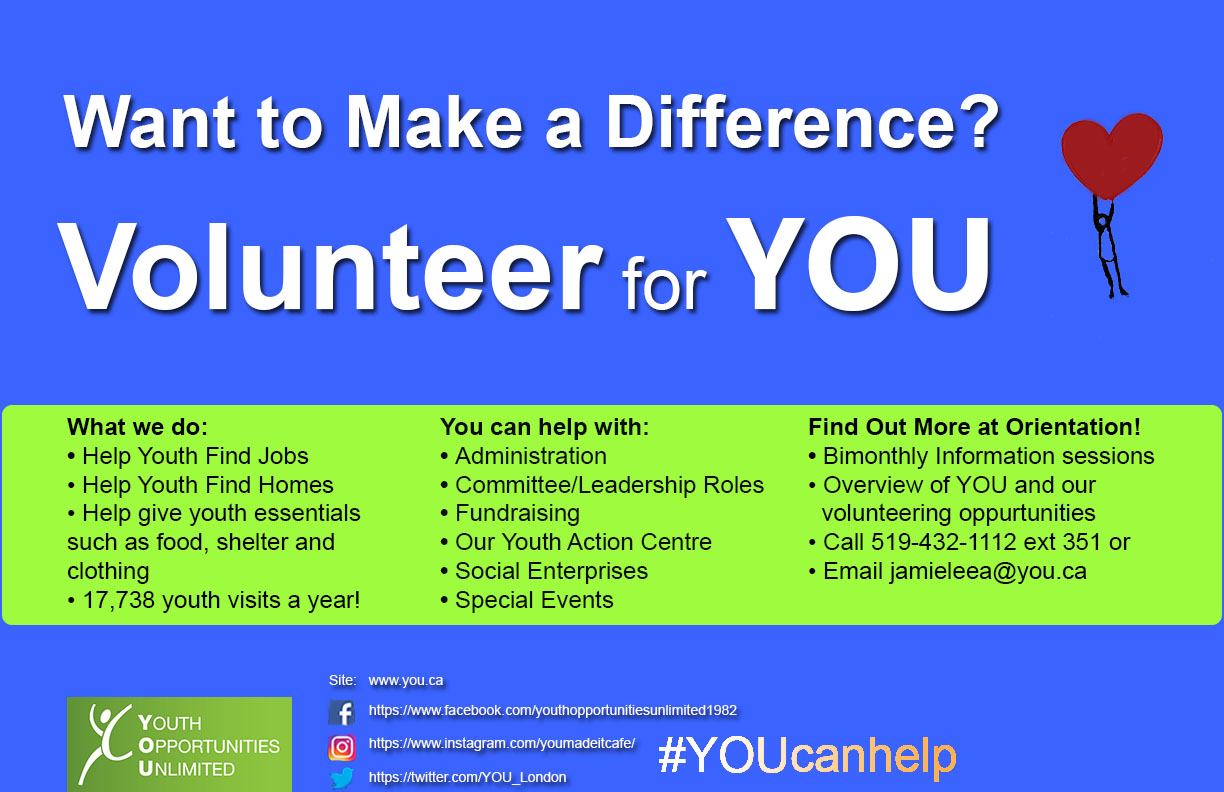 Want to Make a Difference?
Volunteer for YOU
What we do:
• Help Youth Find Jobs
• Help Youth Find Homes
• Help give youth essentials
such as food, shelter and
clothing
• 17,738 youth visits a year!
You can help with:
• Administration
• Committee/Leadership Roles
• Fundraising
• Our Youth Action Centre
• Social Enterprises
• Special Events
Find Out More at Orientation!
• Bimonthly Information sessions
• Overview of YOU and our
volunteering oppurtunities
• Call 519-432-1112 ext 351 or
• Email jamieleea@you.ca
YOUTH
OPPORTUNITIES
UNLIMITED
Site: www.you.ca
https://www.facebook.com/youthopportunitiesunlimited1982
https://www.instagram.com/youmadeitcafe/
https://twitter.com/YOU_London
#YOUcanhelp